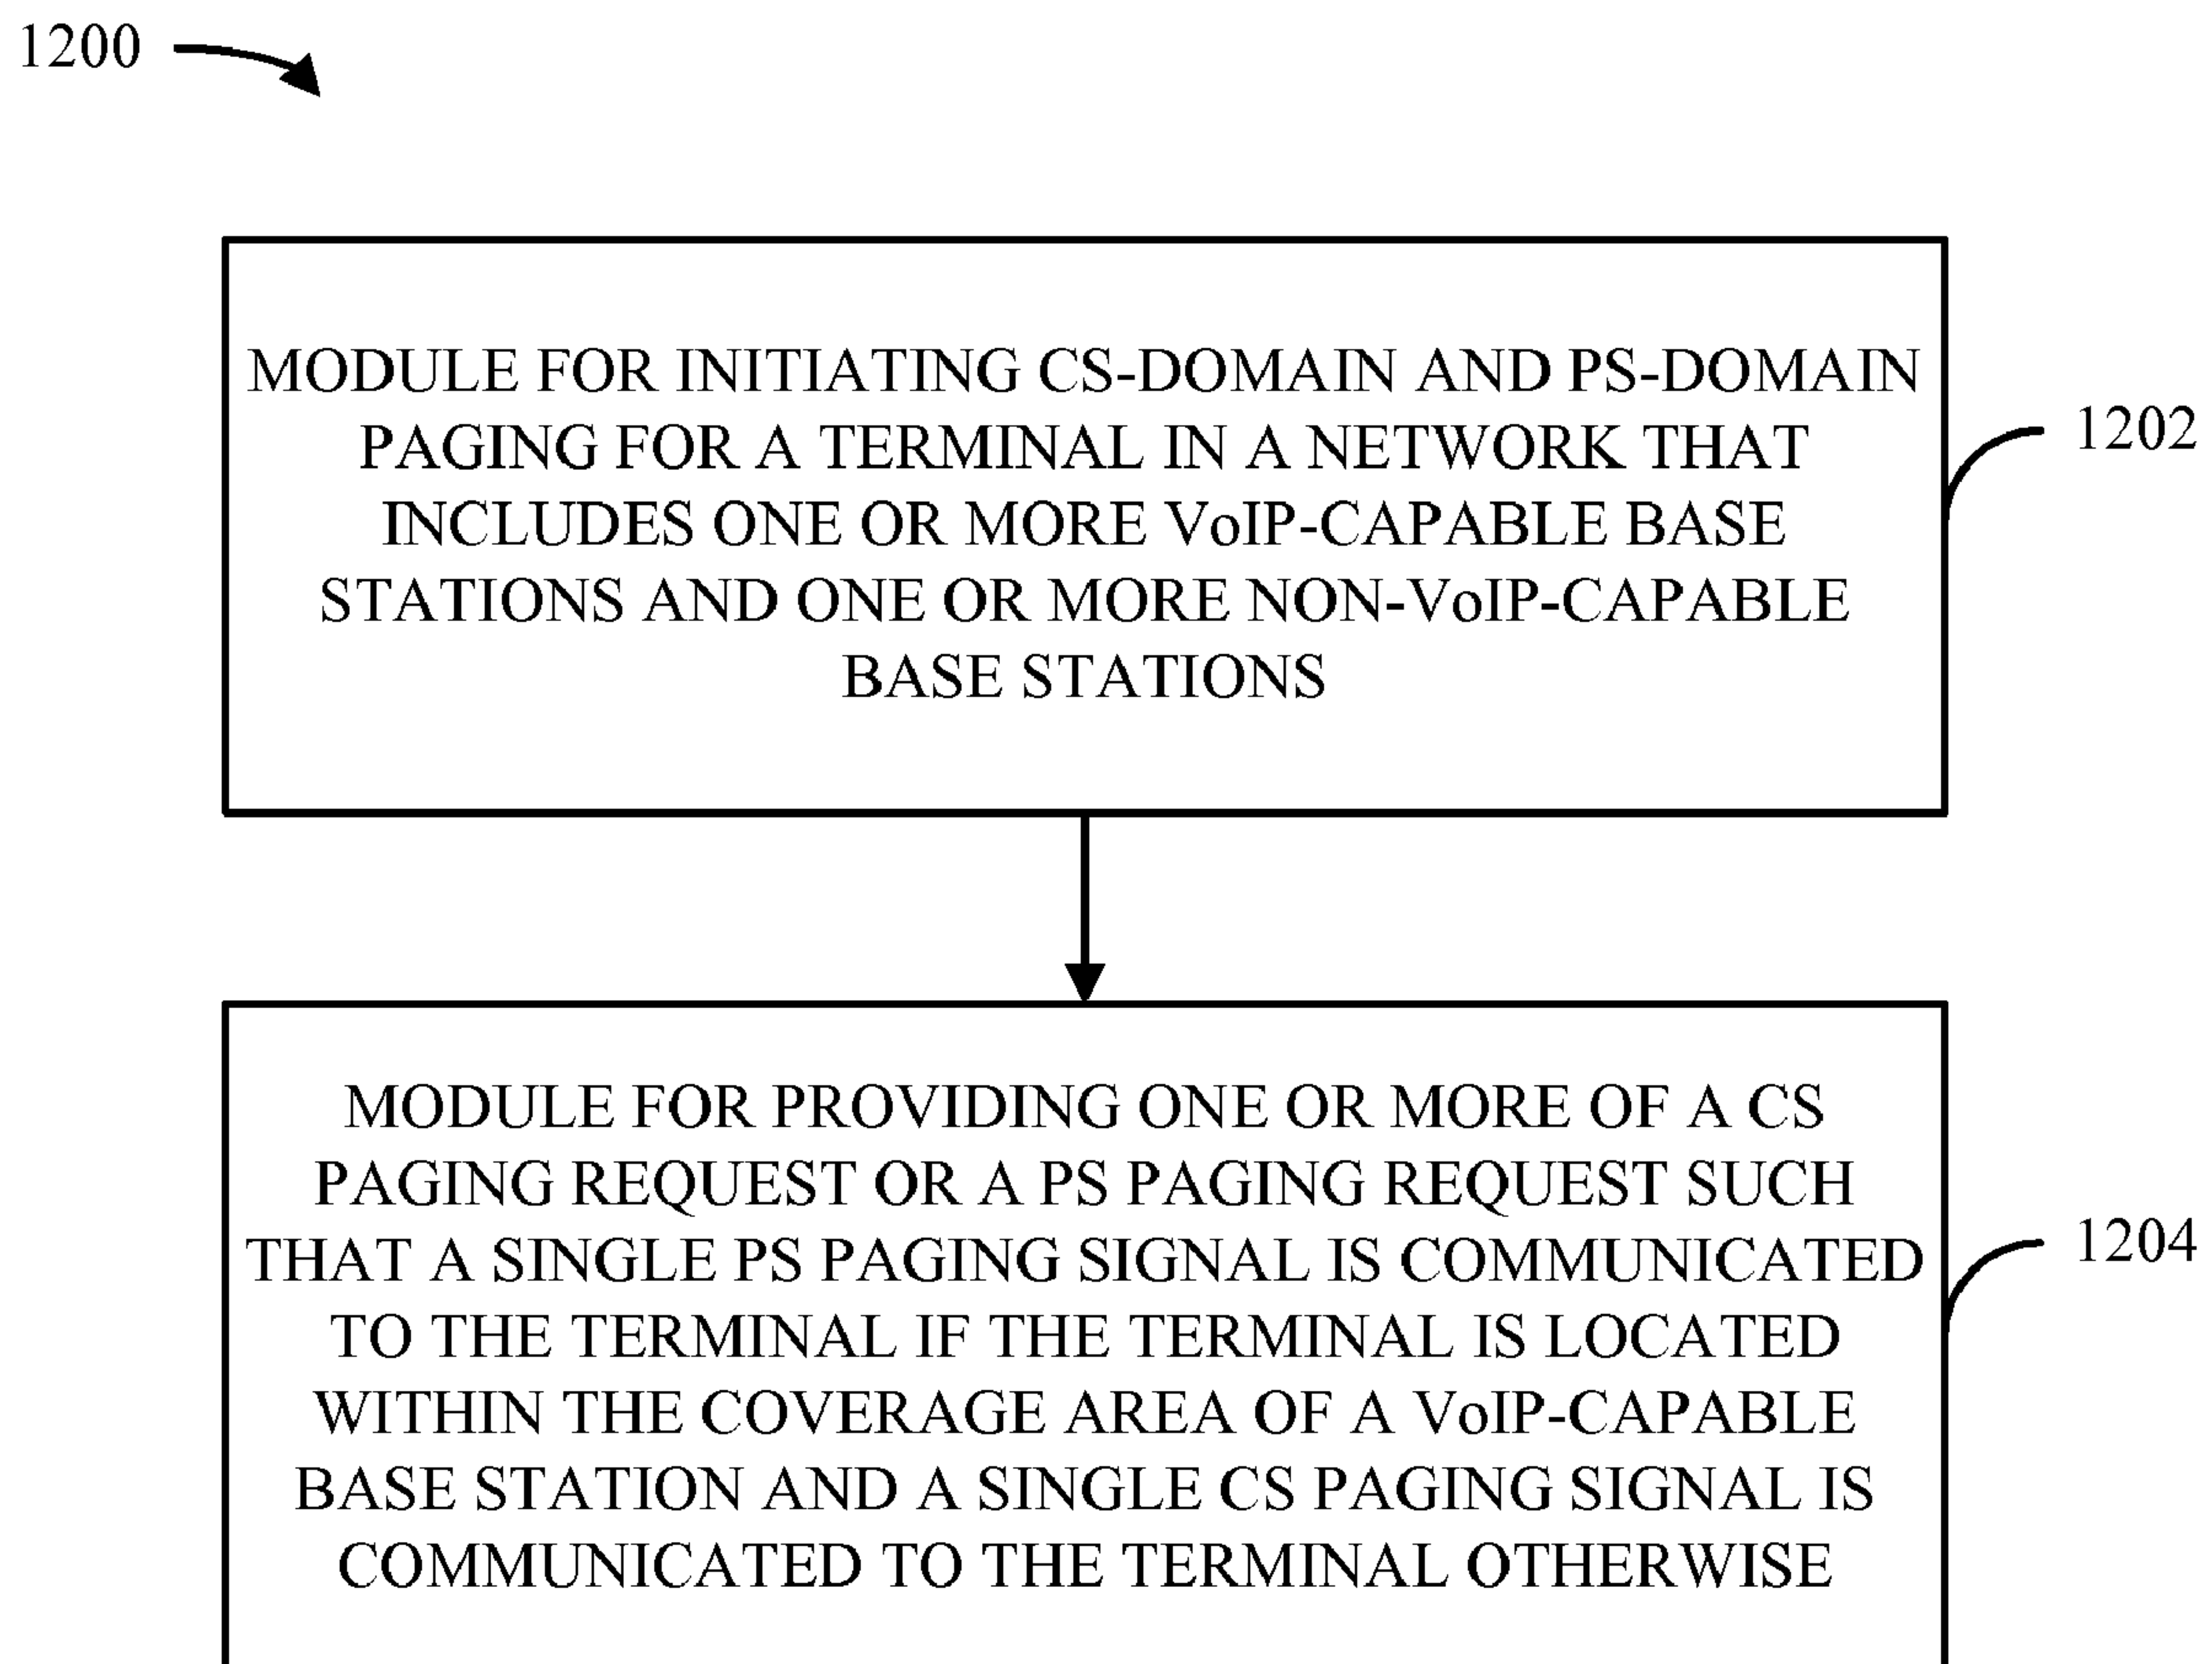 1200
MODULE FOR INITIATING CS-DOMAIN AND PS-DOMAIN
PAGING FOR A TERMINAL IN A NETWORK THAT
INCLUDES ONE OR MORE VoIP-CAPABLE BASE
STATIONS AND ONE OR MORE NON-VoIP-CAPABLE
BASE STATIONS
1202
MODULE FOR PROVIDING ONE OR MORE OF A CS
PAGING REQUEST OR A PS PAGING REQUEST SUCH
THAT A SINGLE PS PAGING SIGNAL IS COMMUNICATED
TO THE TERMINAL IF THE TERMINAL IS LOCATED
WITHIN THE COVERAGE AREA OF A VoIP-CAPABLE
BASE STATION AND A SINGLE CS PAGING SIGNAL IS
COMMUNICATED TO THE TERMINAL OTHERWISE
1204